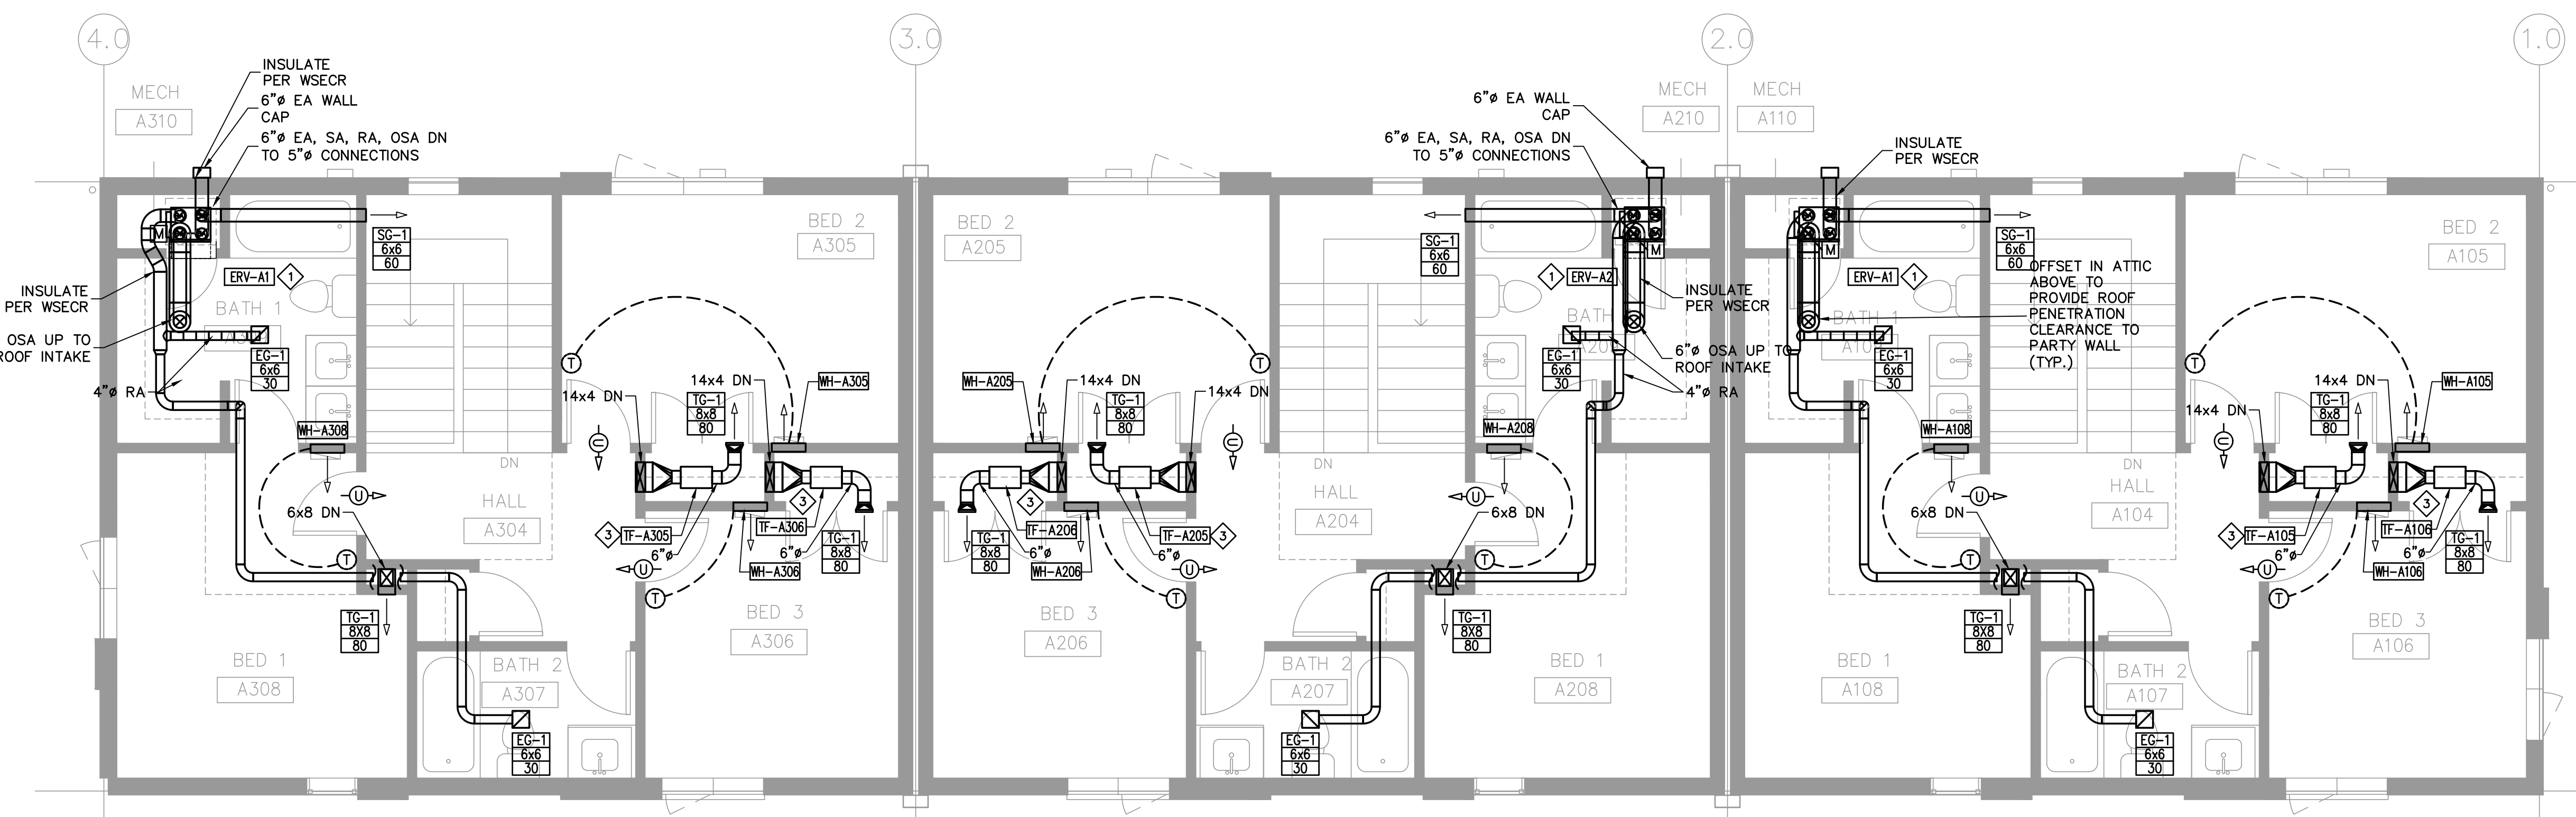 4.0
3.0
2.0
1.0
MECH
A310
INSULATE
PER WSECR
6"ø EA WALL
CAP
6"ø EA, SA, RA, OSA DN
TO 5"ø CONNECTIONS
M
SG-1
6x6
60
ERV-A1
1
BATH 1
INSULATE
PER WSECR
OSA UP TO
ROOF INTAKE
EG-1
6x6
30
4"ø RA
WH-A308
U
6x8 DN
T
TG-1
8X8
80
BED 1
A308
DN
HALL
A304
BATH 2
A307
EG-1
6x6
30
BED 2
A305
T
14x4 DN
14x4 DN
TG-1
8x8
80
WH-A305
U
3
TF-A305
6"ø
3
TF-A306
6"ø
TG-1
8x8
80
WH-A306
U
T
BED 3
A306
BED 2
A205
T
WH-A205
14x4 DN
TG-1
8x8
80
14x4 DN
U
TG-1
8x8
80
3
TF-A206
6"ø
WH-A206
TF-A205
3
6"ø
U
T
BED 3
A206
MECH
A210
6"ø EA WALL
CAP
6"ø EA, SA, RA, OSA DN
TO 5"ø CONNECTIONS
M
SG-1
6x6
60
1
ERV-A2
INSULATE
PER WSECR
BATH
6"ø OSA UP TO
ROOF INTAKE
EG-1
6x6
30
4"ø RA
WH-A208
DN
HALL
A204
U
6x8 DN
T
TG-1
8X8
80
BED 1
A208
BATH 2
A207
EG-1
6x6
30
MECH
A110
INSULATE
PER WSECR
M
SG-1
6x6
60
ERV-A1
1
OFFSET IN ATTIC
ABOVE TO
PROVIDE ROOF
PENETRATION
CLEARANCE TO
PARTY WALL
(TYP.)
BATH 1
EG-1
6x6
30
WH-A108
U
6x8 DN
T
TG-1
8X8
80
BED 1
A108
DN
HALL
A104
BATH 2
A107
EG-1
6x6
30
BED 2
A105
T
14x4 DN
14x4 DN
TG-1
8x8
80
WH-A105
U
3
TF-A105
6"ø
3
TF-A106
6"ø
TG-1
8x8
80
WH-A106
U
T
BED 3
A106